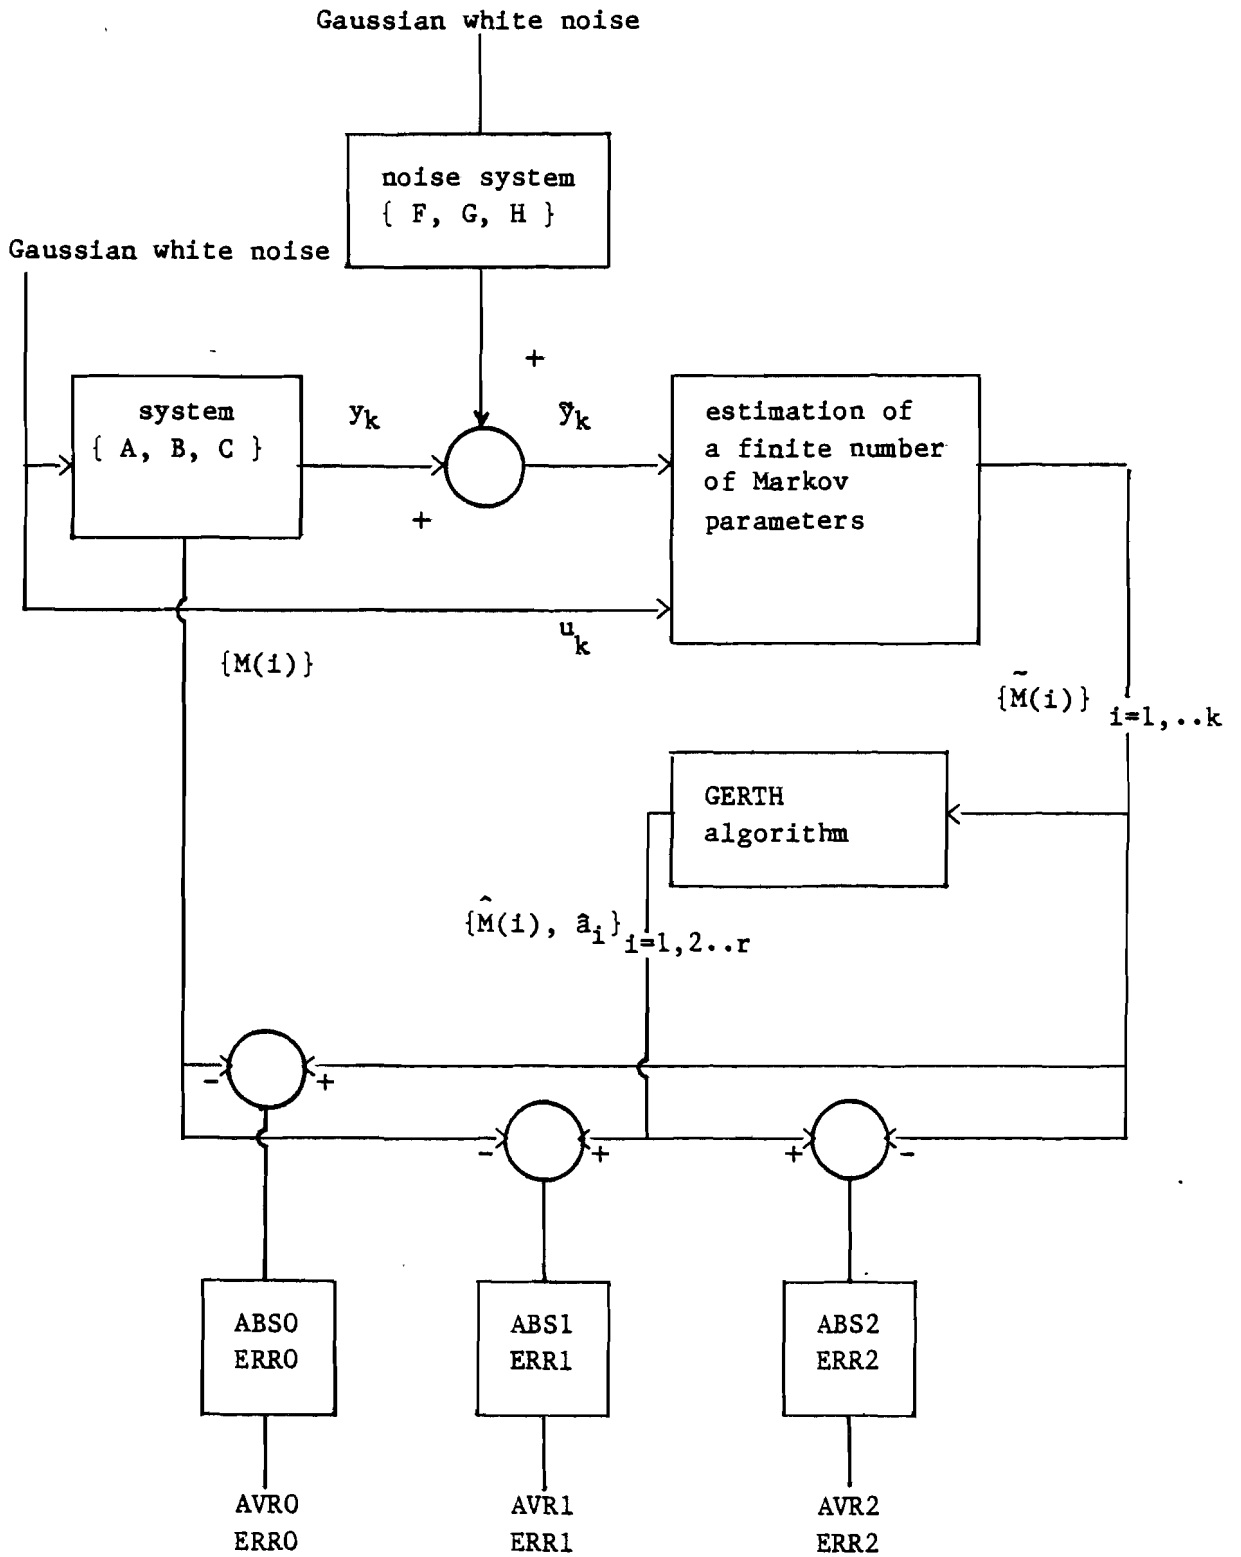 Gaussian white noise
noise system
{ F, G, H }
Gaussian white noise
+
system
{ A, B, C }
y_k
ỹ_k
+
estimation of
a finite number
of Markov
parameters
u_k
{M(i)}
{M̃(i)} i=1,..k
GERTH
algorithm
{M̂(i), â_i} i=1,2..r
- +
- + + -
ABS0
ERR0
ABS1
ERR1
ABS2
ERR2
AVR0
ERR0
AVR1
ERR1
AVR2
ERR2